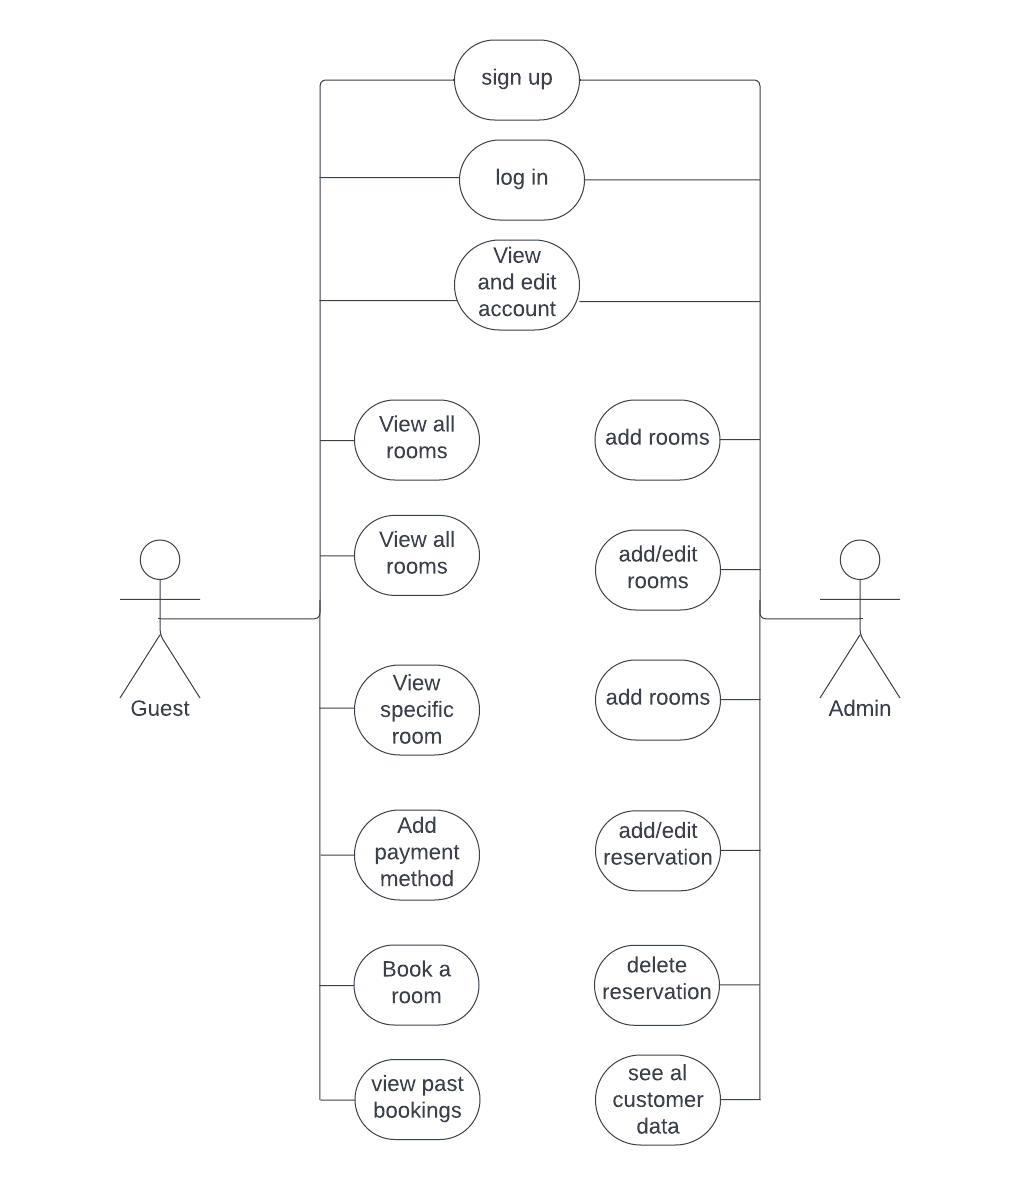 sign up
log in
View
and edit
account
View all
rooms
add rooms
View all
rooms
add/edit
rooms
Guest
Admin
View
specific
room
add rooms
Add
payment
method
add/edit
reservation
Book a
room
delete
reservation
view past
bookings
see al
customer
data